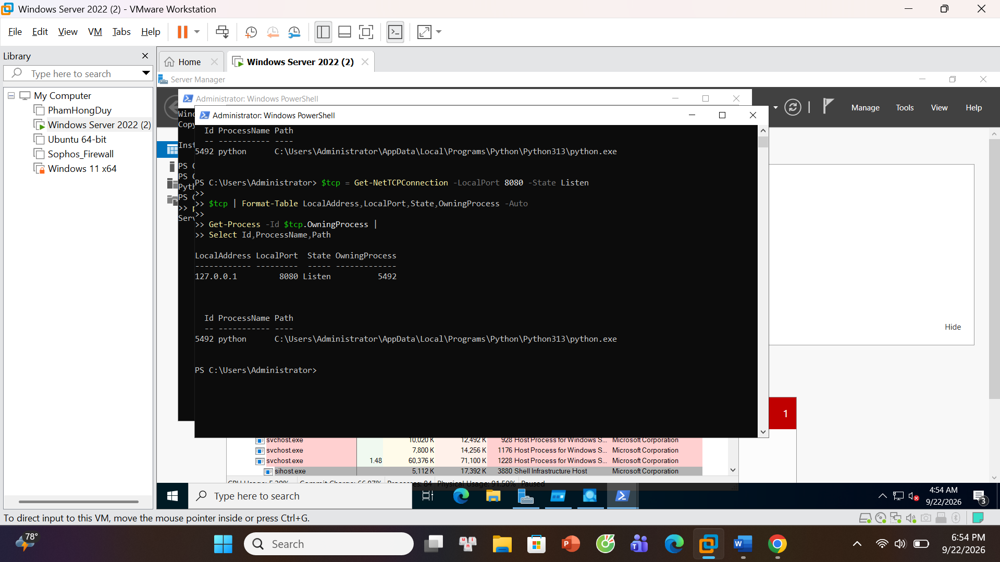 Windows Server 2022 (2) - VMware Workstation
File Edit View VM Tabs Help
Library
Type here to search
My Computer
PhamHongDuy
Windows Server 2022 (2)
Ubuntu 64-bit
Sophos_Firewall
Windows 11 x64
Home
Windows Server 2022 (2)
Server Manager
Manage Tools View Help
Administrator: Windows PowerShell
Copy
Inst
PS C
PS C
Pyth
PS C
>> p
Serv
Administrator: Windows PowerShell
Id ProcessName Path
-- ----------- ----
5492 python C:\Users\Administrator\AppData\Local\Programs\Python\Python313\python.exe
PS C:\Users\Administrator> $tcp = Get-NetTCPConnection -LocalPort 8080 -State Listen
>>
>> $tcp | Format-Table LocalAddress,LocalPort,State,OwningProcess -Auto
>>
>> Get-Process -Id $tcp.OwningProcess |
>> Select Id,ProcessName,Path
LocalAddress LocalPort State OwningProcess
------------ --------- ----- -------------
127.0.0.1 8080 Listen 5492
Id ProcessName Path
-- ----------- ----
5492 python C:\Users\Administrator\AppData\Local\Programs\Python\Python313\python.exe
PS C:\Users\Administrator>
Hide
1
svchost.exe 10,020 K 12,492 K 928 Host Process for Windows S... Microsoft Corporation
svchost.exe 7,800 K 14,256 K 1176 Host Process for Windows S... Microsoft Corporation
svchost.exe 1.48 60,376 K 71,100 K 1228 Host Process for Windows S... Microsoft Corporation
sihost.exe 5,112 K 17,392 K 3880 Shell Infrastructure Host Microsoft Corporation
CPU Usage: 5.20% Commit Charge: 66.97% Processes: 84 Physical Usage: 91.50% Paused
Type here to search
4:54 AM
9/22/2026
3
To direct input to this VM, move the mouse pointer inside or press Ctrl+G.
78°
Search
6:54 PM
9/22/2026